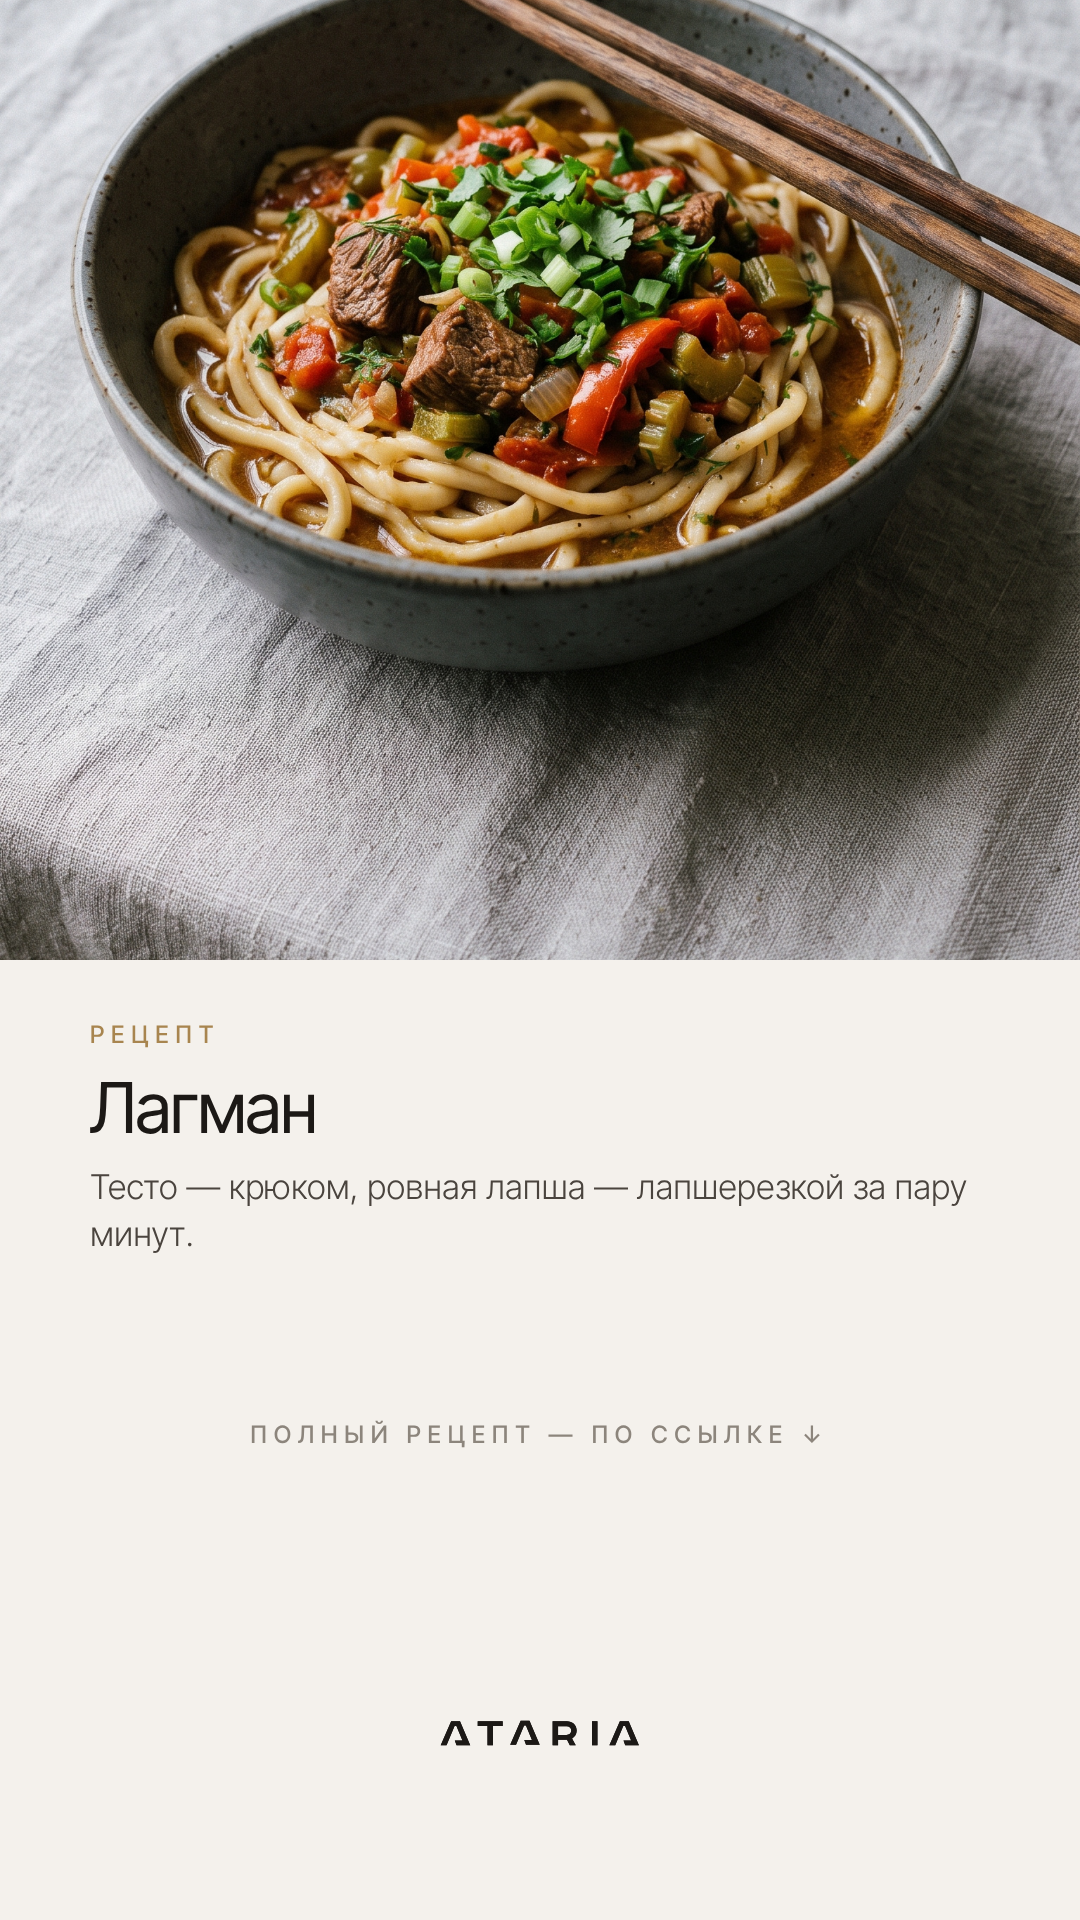 РЕЦЕПТ
Лагман
Тесто — крюком, ровная лапша — лапшерезкой за пару
минут.
ПОЛНЫЙ РЕЦЕПТ — ПО ССЫЛКЕ ↓
ATARIA